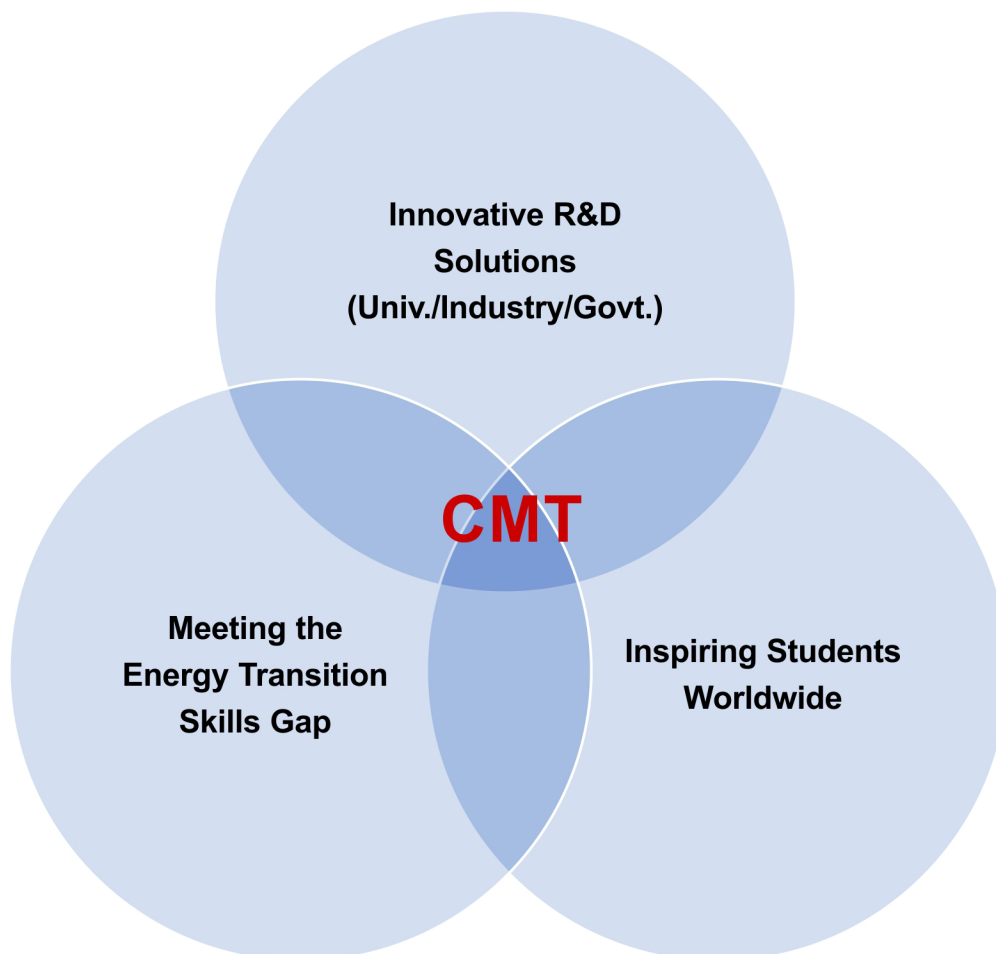 Innovative R&D
Solutions
(Univ./Industry/Govt.)
CMT
Meeting the
Energy Transition
Skills Gap
Inspiring Students
Worldwide